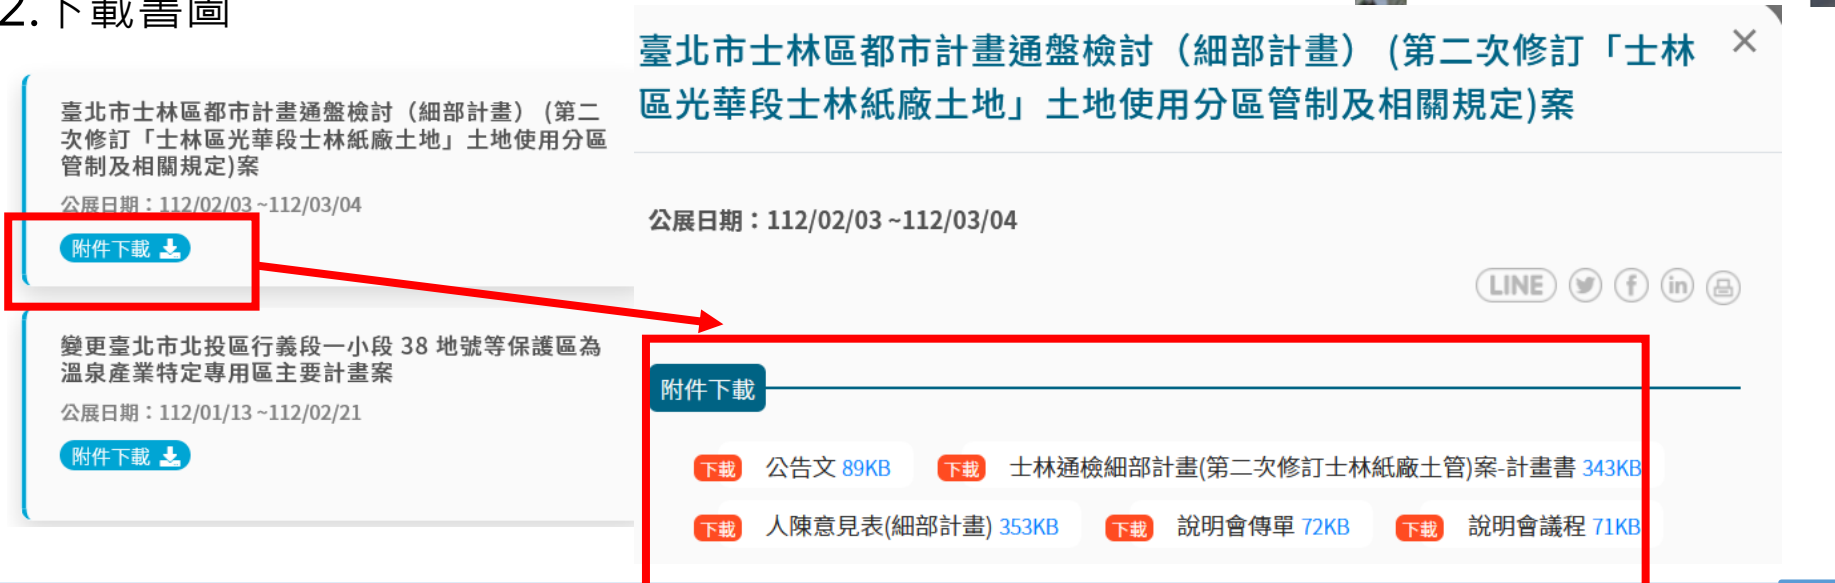 2.下載書圖
臺北市士林區都市計畫通盤檢討（細部計畫） (第二
次修訂「士林區光華段士林紙廠土地」土地使用分區
管制及相關規定)案
公展日期：112/02/03 ~112/03/04
附件下載
變更臺北市北投區行義段一小段 38 地號等保護區為
溫泉產業特定專用區主要計畫案
公展日期：112/01/13 ~112/02/21
附件下載
臺北市士林區都市計畫通盤檢討（細部計畫） (第二次修訂「士林
區光華段士林紙廠土地」土地使用分區管制及相關規定)案
公展日期：112/02/03 ~112/03/04
LINE
附件下載
下載 公告文 89KB 下載 士林通檢細部計畫(第二次修訂士林紙廠土管)案-計畫書 343KB
下載 人陳意見表(細部計畫) 353KB 下載 說明會傳單 72KB 下載 說明會議程 71KB